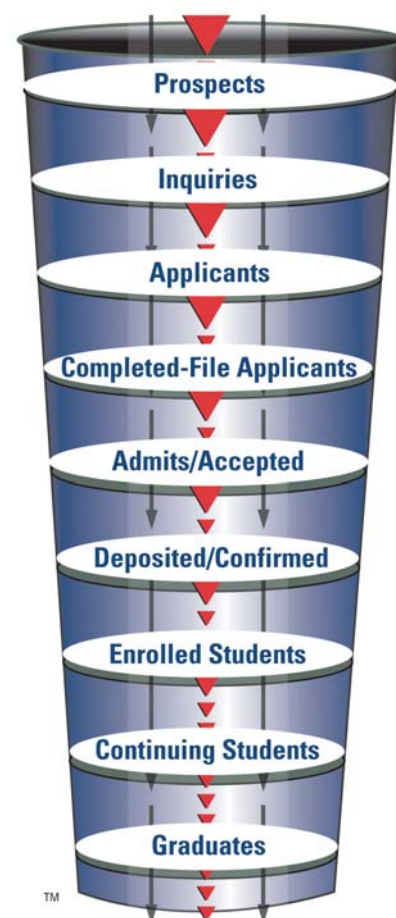 Prospects
Inquiries
Applicants
Completed-File Applicants
Admits/Accepted
Deposited/Confirmed
Enrolled Students
Continuing Students
Graduates
TM